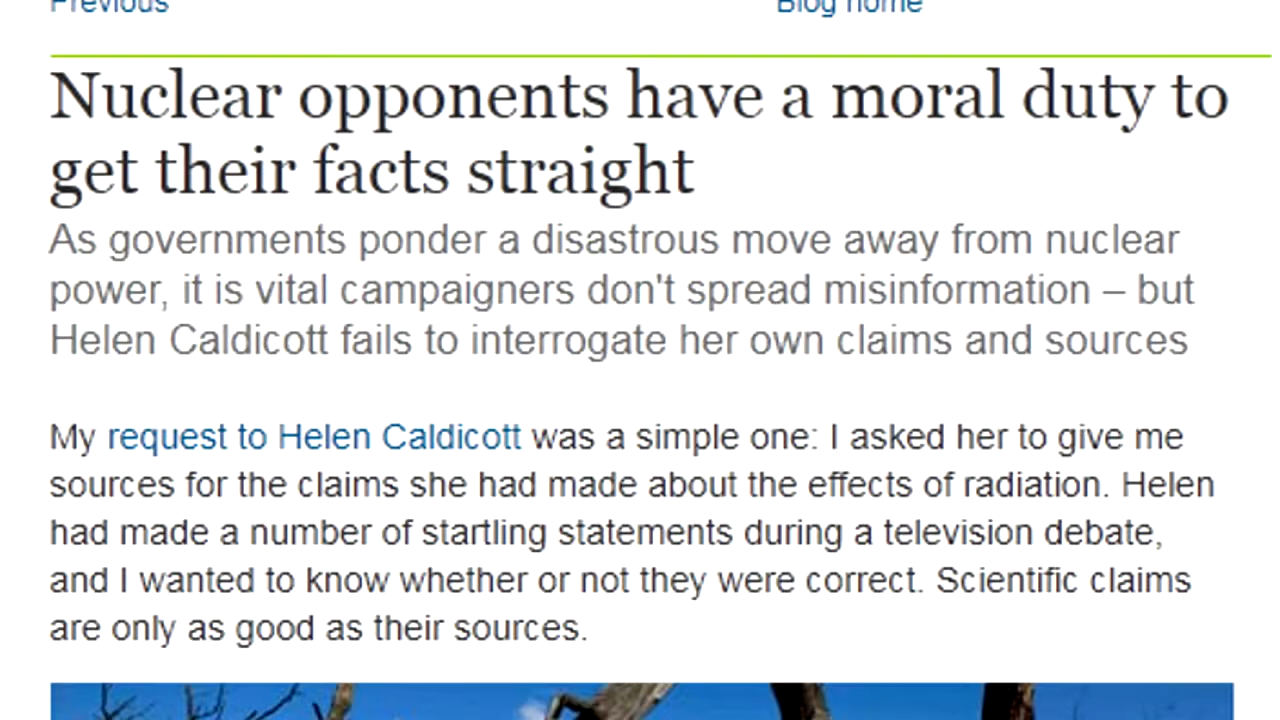 Previous
Blog home
Nuclear opponents have a moral duty to
get their facts straight
As governments ponder a disastrous move away from nuclear
power, it is vital campaigners don't spread misinformation – but
Helen Caldicott fails to interrogate her own claims and sources
My request to Helen Caldicott was a simple one: I asked her to give me
sources for the claims she had made about the effects of radiation. Helen
had made a number of startling statements during a television debate,
and I wanted to know whether or not they were correct. Scientific claims
are only as good as their sources.